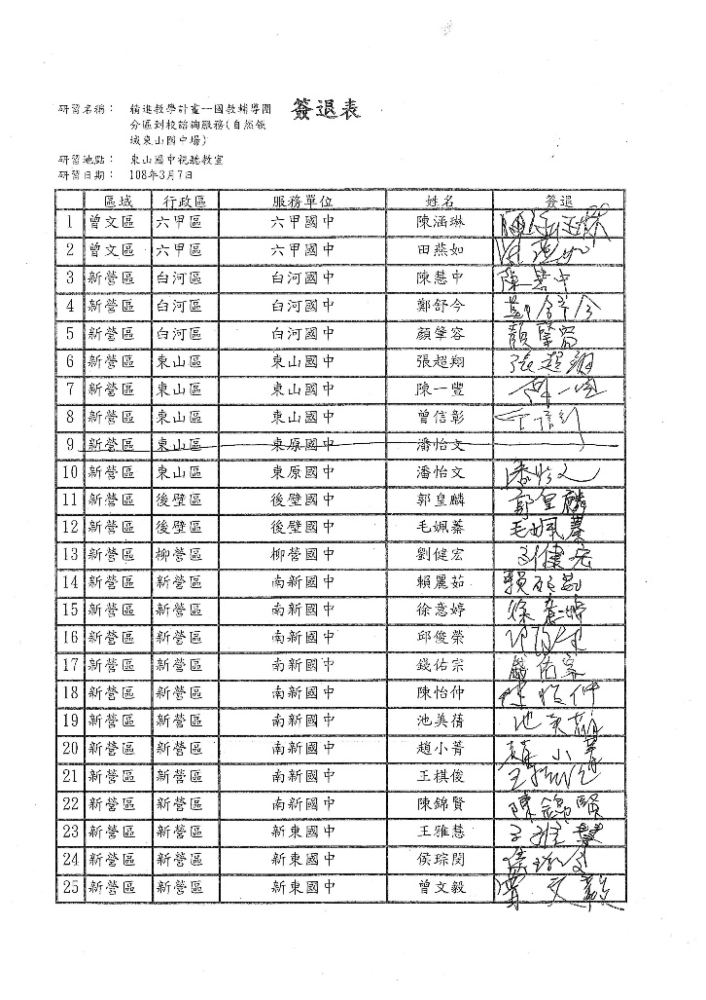 簽退表
研習名稱： 精進教學計畫--國教輔導團
分區到校諮詢服務(自然領
域東山國中場)
研習地點： 東山國中視聽教室
研習日期： 108年3月7日
區域 行政區 服務單位 姓名 簽退
1 曾文區 六甲區 六甲國中 陳涵琳 陳涵琳
2 曾文區 六甲區 六甲國中 田燕如 田燕如
3 新營區 白河區 白河國中 陳慧中 陳慧中
4 新營區 白河區 白河國中 鄭舒今 鄭舒今
5 新營區 白河區 白河國中 顏肇容 顏肇容
6 新營區 東山區 東山國中 張超翔 張超翔
7 新營區 東山區 東山國中 陳一豐 陳一豐
8 新營區 東山區 東山國中 曾信彰
9 新營區 東山區 東原國中 潘怡文
10 新營區 東山區 東原國中 潘怡文 潘怡文
11 新營區 後壁區 後壁國中 郭皇麟 郭皇麟
12 新營區 後壁區 後壁國中 毛姵蓁 毛姵蓁
13 新營區 柳營區 柳營國中 劉健宏 劉健宏
14 新營區 新營區 南新國中 賴麗茹 賴麗茹
15 新營區 新營區 南新國中 徐意婷 徐意婷
16 新營區 新營區 南新國中 邱俊榮
17 新營區 新營區 南新國中 錢佑宗 錢佑宗
18 新營區 新營區 南新國中 陳怡仲 陳怡仲
19 新營區 新營區 南新國中 池美蒨 池美蒨
20 新營區 新營區 南新國中 趙小菁 趙小菁
21 新營區 新營區 南新國中 王棋俊 王棋俊
22 新營區 新營區 南新國中 陳錦賢 陳錦賢
23 新營區 新營區 新東國中 王雅慧 王雅慧
24 新營區 新營區 新東國中 侯琮閔
25 新營區 新營區 新東國中 曾文毅 曾文毅